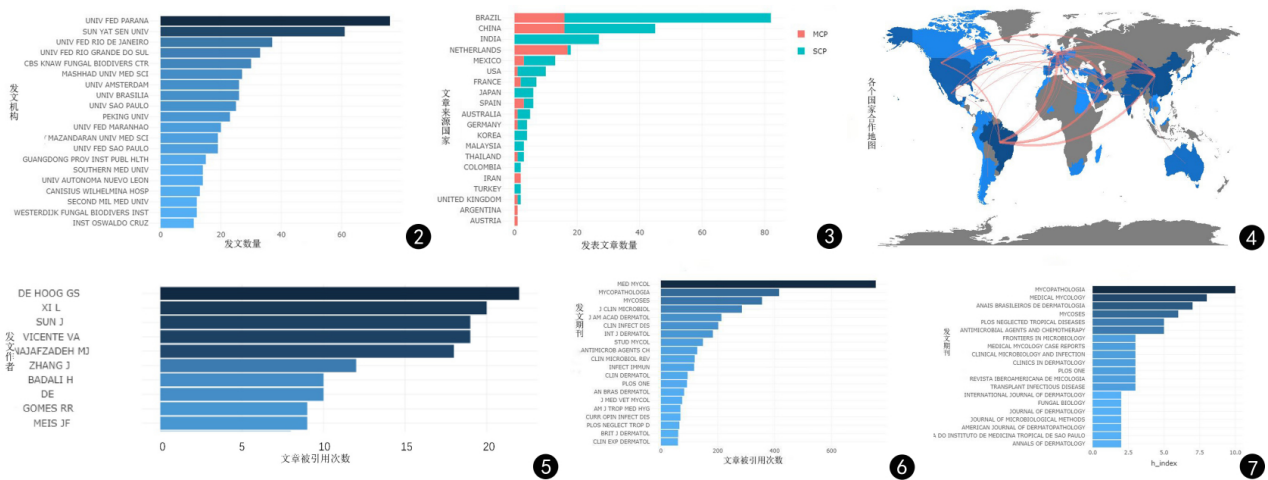 UNIV FED PARANA
SUN YAT SEN UNIV
UNIV FED RIO DE JANEIRO
UNIV FED RIO GRANDE DO SUL
CBS KNAW FUNGAL BIODIVERS CTR
MASHHAD UNIV MED SCI
UNIV AMSTERDAM
UNIV BRASILIA
UNIV SAO PAULO
PEKING UNIV
UNIV FED MARANHAO
MAZANDARAN UNIV MED SCI
UNIV FED SAO PAULO
GUANGDONG PROV INST PUBL HLTH
SOUTHERN MED UNIV
UNIV AUTONOMA NUEVO LEON
CANISIUS WILHELMINA HOSP
SECOND MIL MED UNIV
WESTERDIJK FUNGAL BIODIVERS INST
INST OSWALDO CRUZ
发文机构
0 20 40 60
发文数量
2
BRAZIL
CHINA
INDIA
NETHERLANDS
MEXICO
USA
FRANCE
JAPAN
SPAIN
AUSTRALIA
GERMANY
KOREA
MALAYSIA
THAILAND
COLOMBIA
IRAN
TURKEY
UNITED KINGDOM
ARGENTINA
AUSTRIA
文章来源国家
MCP
SCP
0 20 40 60 80
发表文章数量
3
各个国家合作地图
4
DE HOOG GS
XI L
SUN J
VICENTE VA
NAJAFZADEH MJ
ZHANG J
BADALI H
DE
GOMES RR
MEIS JF
发文作者
0 5 10 15 20
文章被引用次数
5
MED MYCOL
MYCOPATHOLOGIA
MYCOSES
J CLIN MICROBIOL
J AM ACAD DERMATOL
CLIN INFECT DIS
INT J DERMATOL
STUD MYCOL
ANTIMICROB AGENTS CH
CLIN MICROBIOL REV
INFECT IMMUN
CLIN DERMATOL
PLOS ONE
AN BRAS DERMATOL
J MED VET MYCOL
AM J TROP MED HYG
CURR OPIN INFECT DIS
PLOS NEGLECT TROP D
BRIT J DERMATOL
CLIN EXP DERMATOL
发文期刊
0 200 400 600
文章被引用次数
6
MYCOPATHOLOGIA
MEDICAL MYCOLOGY
ANAIS BRASILEIROS DE DERMATOLOGIA
MYCOSES
PLOS NEGLECTED TROPICAL DISEASES
ANTIMICROBIAL AGENTS AND CHEMOTHERAPY
FRONTIERS IN MICROBIOLOGY
MEDICAL MYCOLOGY CASE REPORTS
CLINICAL MICROBIOLOGY AND INFECTION
CLINICS IN DERMATOLOGY
PLOS ONE
REVISTA IBEROAMERICANA DE MICOLOGIA
TRANSPLANT INFECTIOUS DISEASE
INTERNATIONAL JOURNAL OF DERMATOLOGY
FUNGAL BIOLOGY
JOURNAL OF DERMATOLOGY
JOURNAL OF MICROBIOLOGICAL METHODS
AMERICAN JOURNAL OF DERMATOPATHOLOGY
A DO INSTITUTO DE MEDICINA TROPICAL DE SAO PAULO
ANNALS OF DERMATOLOGY
发文期刊
0.0 2.5 5.0 7.5 10.0
h_index
7